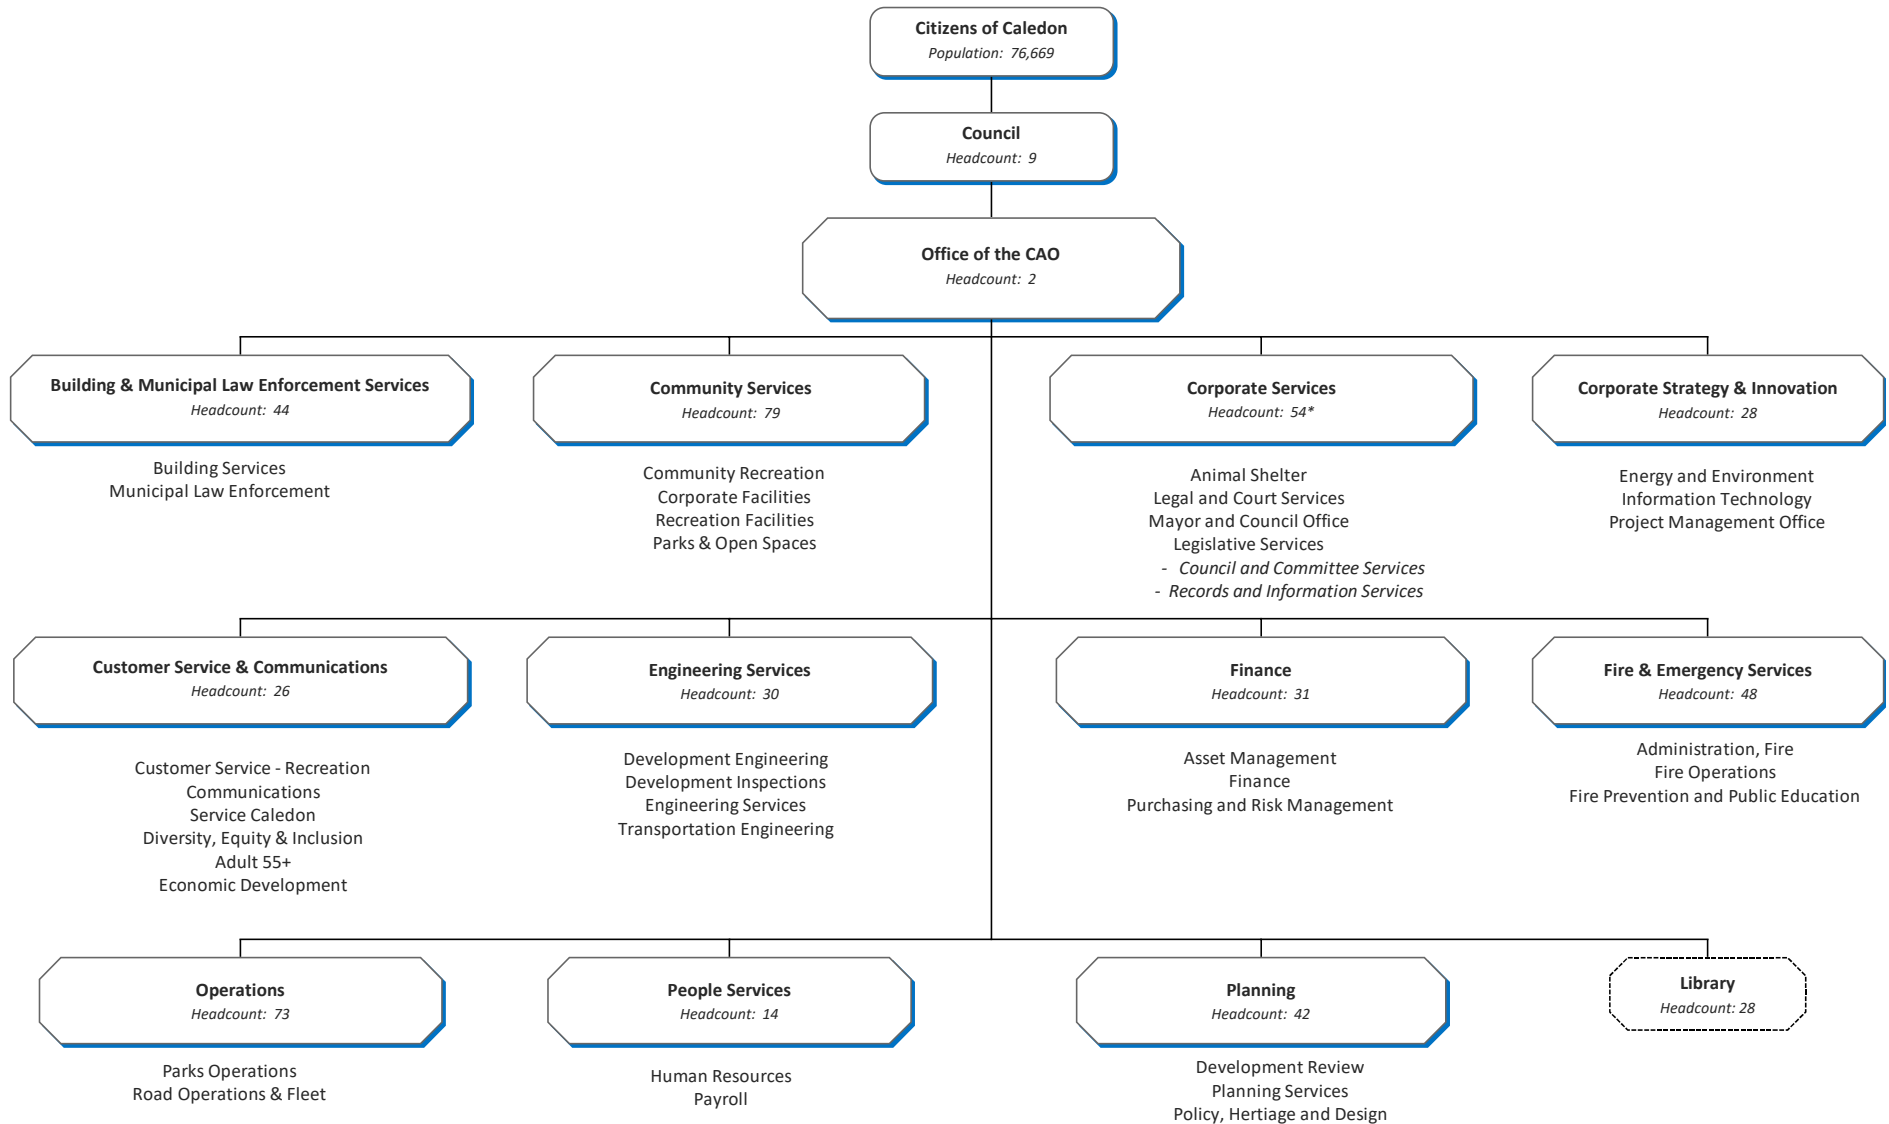 Citizens of Caledon
Population: 76,669
Council
Headcount: 9
Office of the CAO
Headcount: 2
Building & Municipal Law Enforcement Services
Headcount: 44
Building Services
Municipal Law Enforcement
Community Services
Headcount: 79
Community Recreation
Corporate Facilities
Recreation Facilities
Parks & Open Spaces
Corporate Services
Headcount: 54*
Animal Shelter
Legal and Court Services
Mayor and Council Office
Legislative Services
- Council and Committee Services
- Records and Information Services
Corporate Strategy & Innovation
Headcount: 28
Energy and Environment
Information Technology
Project Management Office
Customer Service & Communications
Headcount: 26
Customer Service - Recreation
Communications
Service Caledon
Diversity, Equity & Inclusion
Adult 55+
Economic Development
Engineering Services
Headcount: 30
Development Engineering
Development Inspections
Engineering Services
Transportation Engineering
Finance
Headcount: 31
Asset Management
Finance
Purchasing and Risk Management
Fire & Emergency Services
Headcount: 48
Administration, Fire
Fire Operations
Fire Prevention and Public Education
Operations
Headcount: 73
Parks Operations
Road Operations & Fleet
People Services
Headcount: 14
Human Resources
Payroll
Planning
Headcount: 42
Development Review
Planning Services
Policy, Hertiage and Design
Library
Headcount: 28